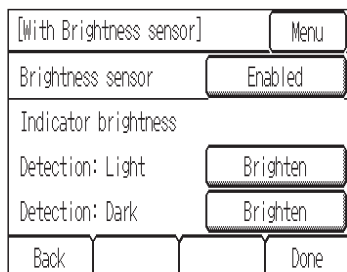 [With Brightness sensor] Menu
Brightness sensor Enabled
Indicator brightness
Detection: Light Brighten
Detection: Dark Brighten
Back Done